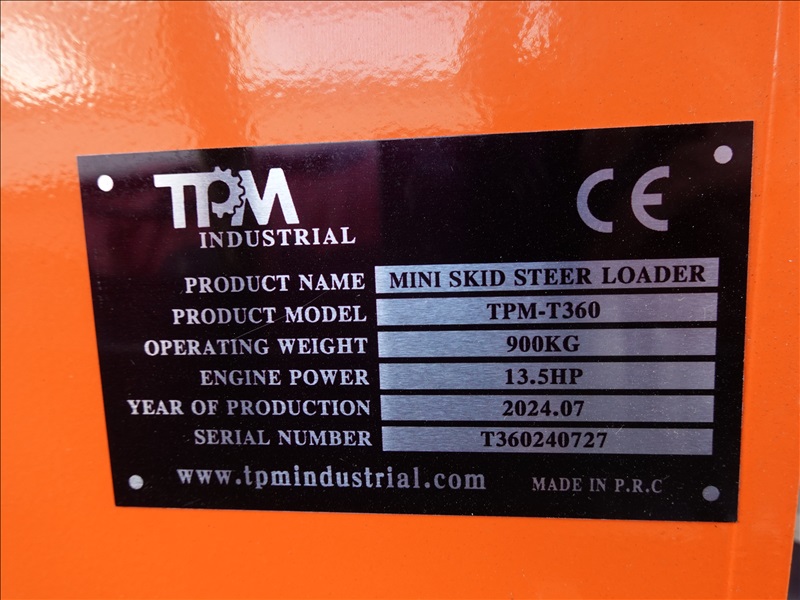 TPM
INDUSTRIAL
CE
PRODUCT NAME MINI SKID STEER LOADER
PRODUCT MODEL TPM-T360
OPERATING WEIGHT 900KG
ENGINE POWER 13.5HP
YEAR OF PRODUCTION 2024.07
SERIAL NUMBER T360240727
www.tpmindustrial.com MADE IN P.R.C